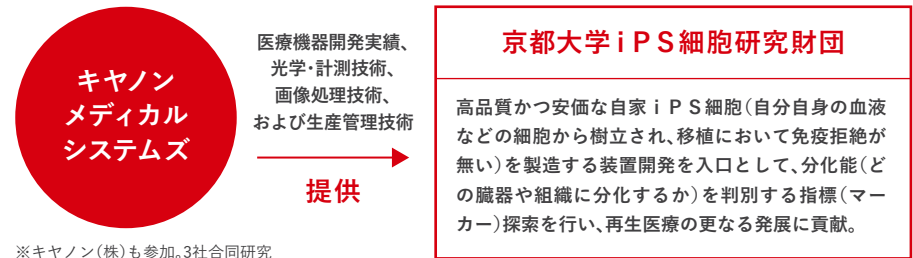 キヤノン
メディカル
システムズ
医療機器開発実績、
光学・計測技術、
画像処理技術、
および生産管理技術
提供
京都大学iPS細胞研究財団
高品質かつ安価な自家iPS細胞（自分自身の血液
などの細胞から樹立され、移植において免疫拒絶が
無い）を製造する装置開発を入口として、分化能（ど
の臓器や組織に分化するか）を判別する指標（マー
カー）探索を行い、再生医療の更なる発展に貢献。
※キヤノン（株）も参加。3社合同研究